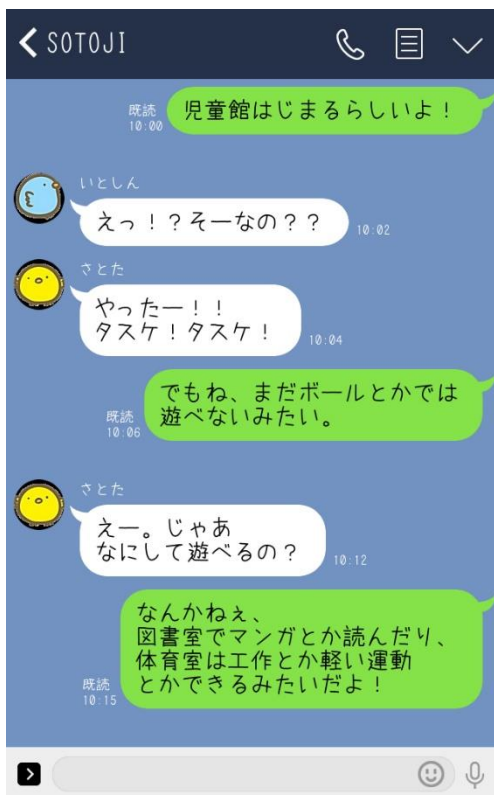 SOTOJI
児童館はじまるらしいよ！
既読
10:00
いとしん
えっ！？そーなの？？
10:02
さとた
やったー！！
タスケ！タスケ！
10:04
でもね、まだボールとかでは
遊べないみたい。
既読
10:06
さとた
えー。じゃあ
なにして遊べるの？
10:12
なんかねぇ、
図書室でマンガとか読んだり、
体育室は工作とか軽い運動
とかできるみたいだよ！
既読
10:15